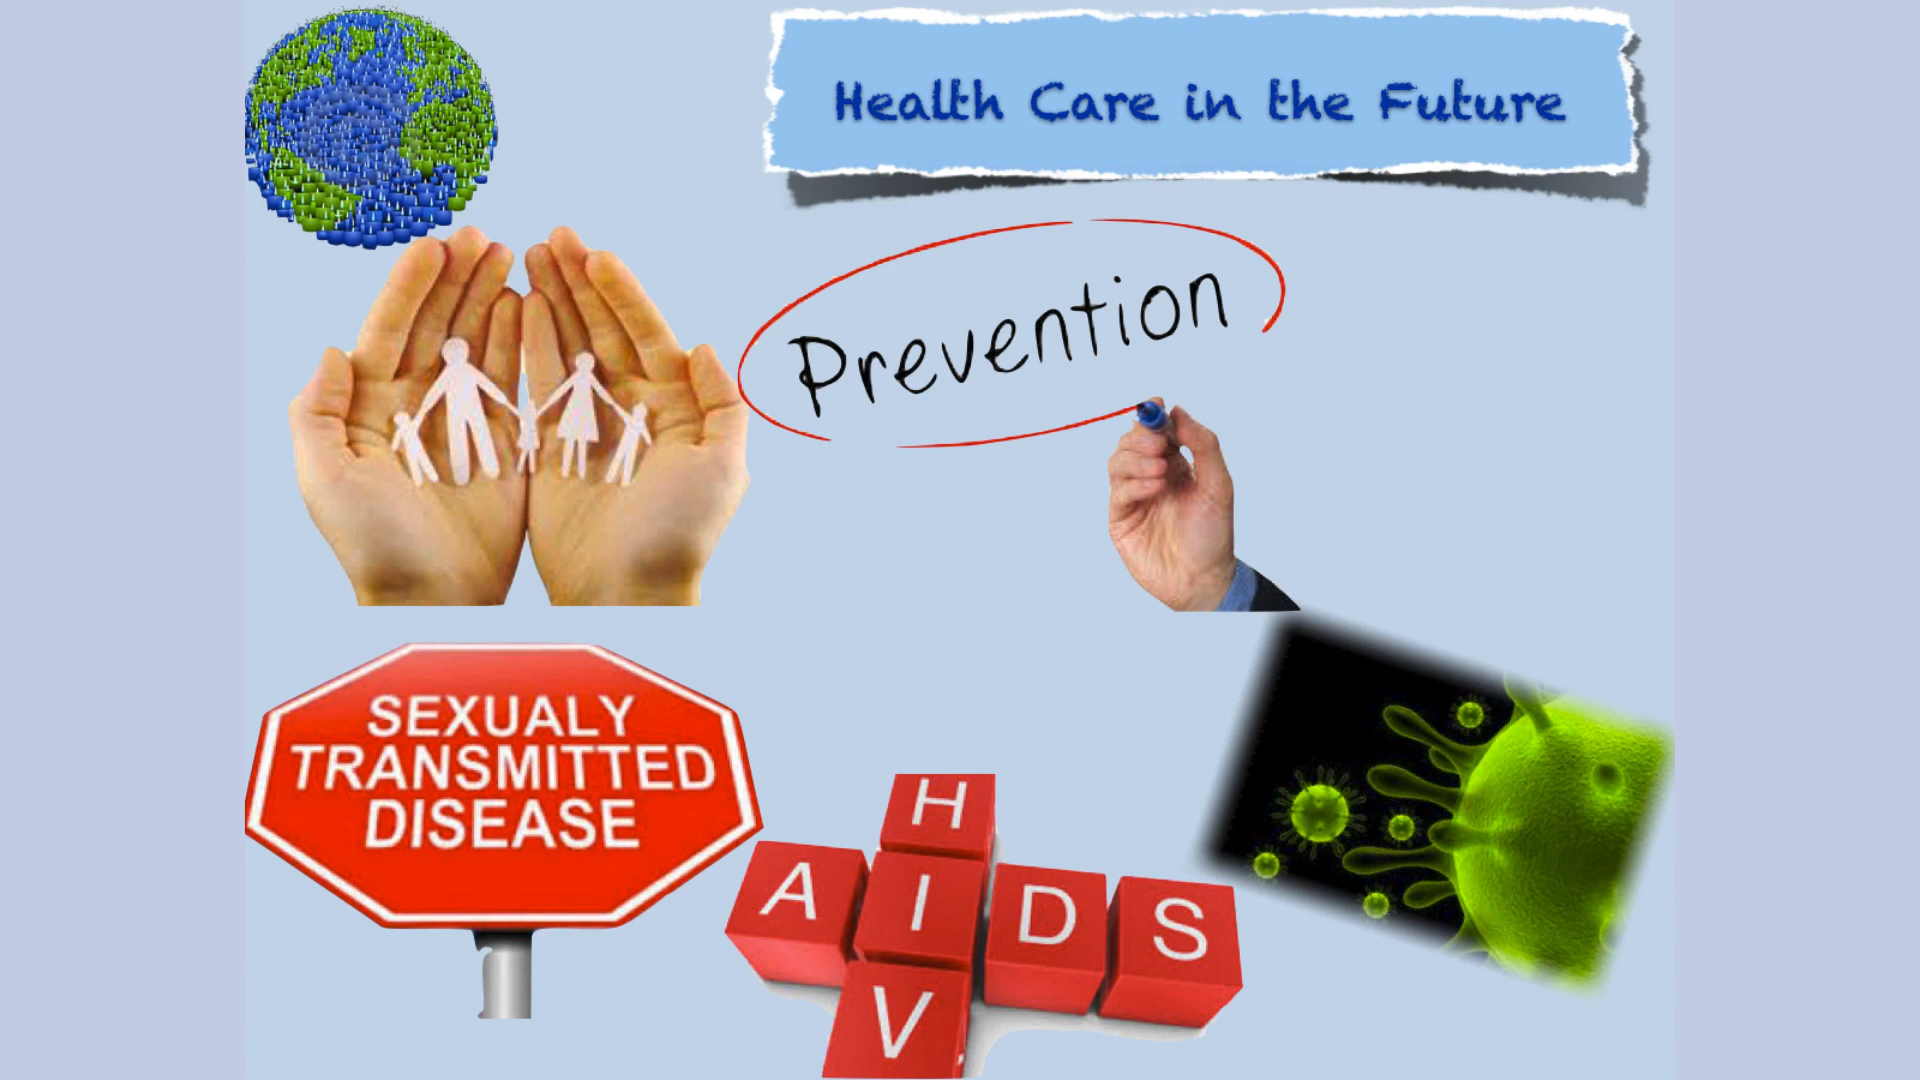 Health Care in the Future
Prevention
SEXUALY
TRANSMITTED
DISEASE
H
AIDS
V